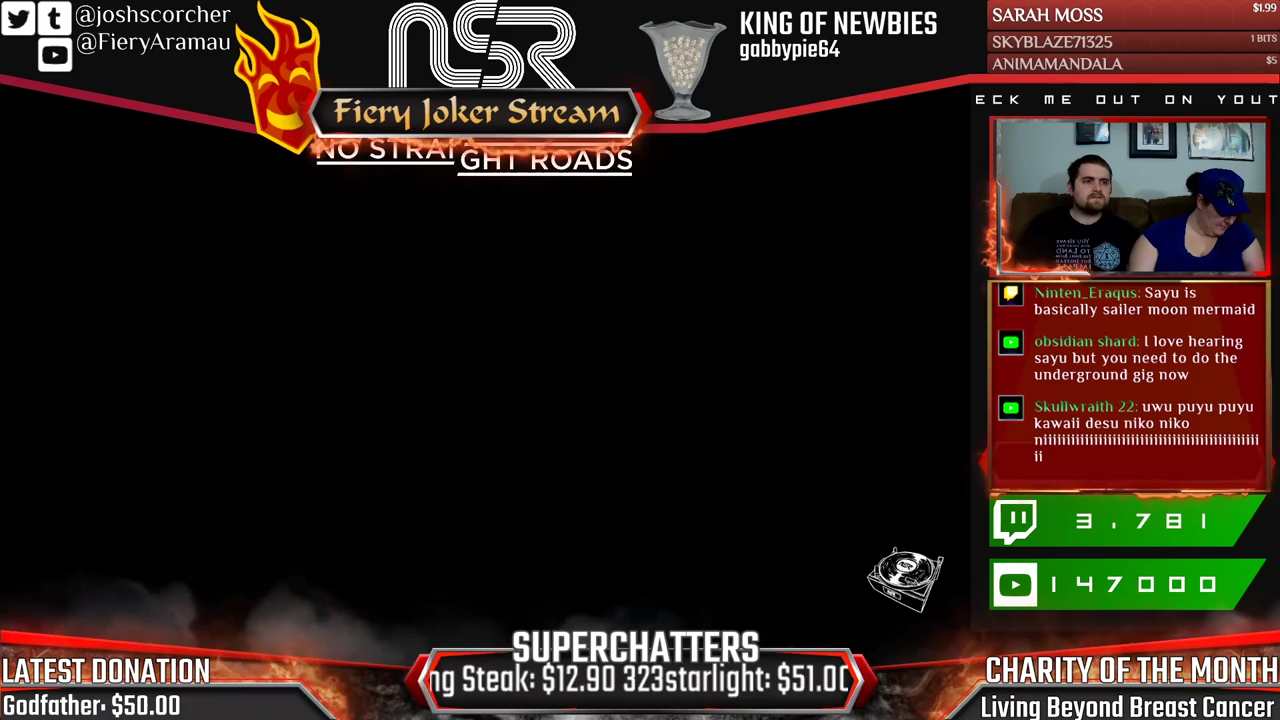 @joshscorcher
@FieryAramau
NSR
Fiery Joker Stream
NO STRAIGHT ROADS
KING OF NEWBIES
gabbypie64
SARAH MOSS $1.99
SKYBLAZE71325 1 BITS
ANIMAMANDALA $5
ECK ME OUT ON YOUT
Ninten_Eraqus: Sayu is
basically sailer moon mermaid
obsidian shard: I love hearing
sayu but you need to do the
underground gig now
Skullwraith 22: uwu puyu puyu
kawaii desu niko niko
niiiiiiiiiiiiiiiiiiiiiiiiiiiiiiiiiiiiiiiiiiiii
ii
3,781
147000
SUPERCHATTERS
ng Steak: $12.90 323starlight: $51.00
LATEST DONATION
Godfather: $50.00
CHARITY OF THE MONTH
Living Beyond Breast Cancer